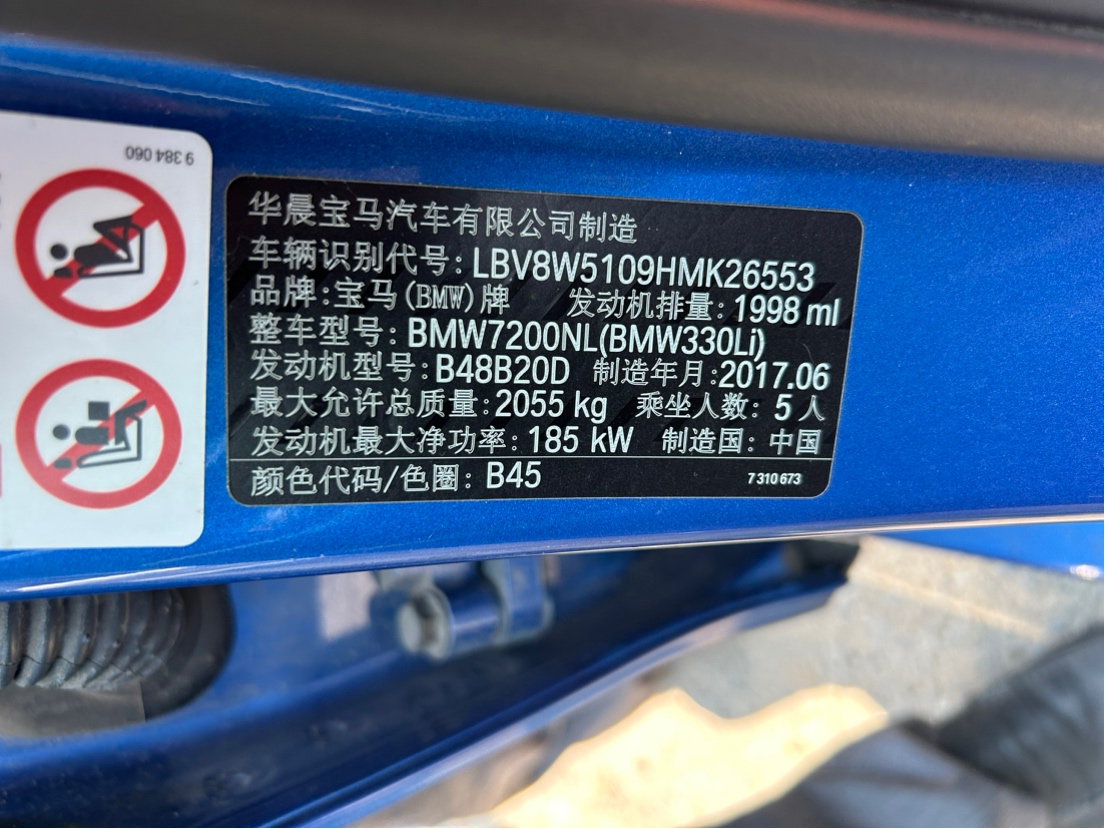 9 384 060
华晨宝马汽车有限公司制造
车辆识别代号: LBV8W5109HMK26553
品牌:宝马(BMW)牌 发动机排量: 1998 ml
整车型号: BMW7200NL(BMW330Li)
发动机型号: B48B20D 制造年月:2017.06
最大允许总质量: 2055 kg 乘坐人数: 5 人
发动机最大净功率: 185 kW 制造国: 中国
颜色代码/色圈: B45 7 310 673